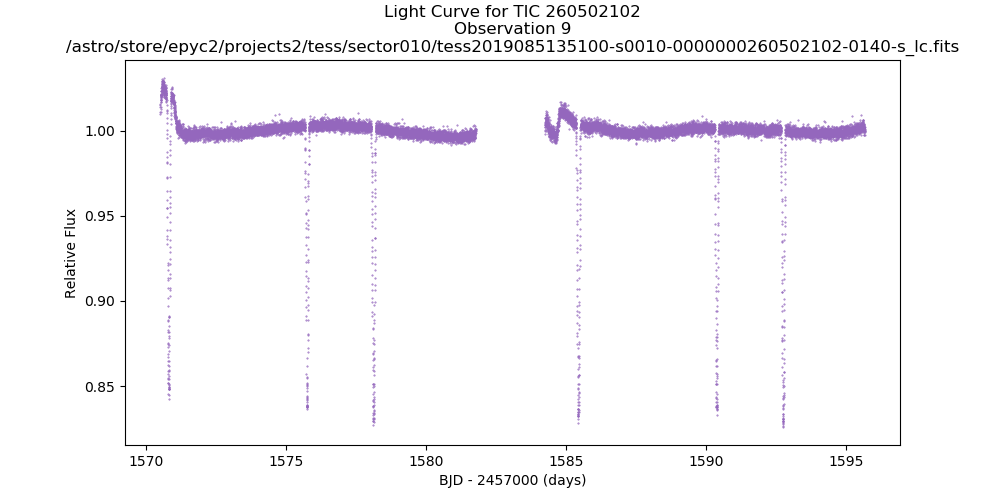 Light Curve for TIC 260502102
Observation 9
/astro/store/epyc2/projects2/tess/sector010/tess2019085135100-s0010-0000000260502102-0140-s_lc.fits
Relative Flux
1.00
0.95
0.90
0.85
1570 1575 1580 1585 1590 1595
BJD - 2457000 (days)